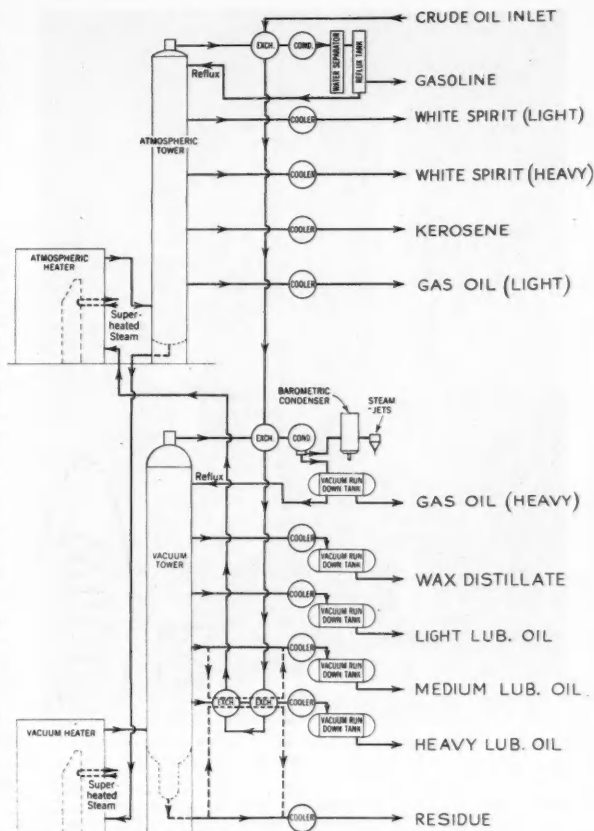 CRUDE OIL INLET
EXCH.
COND.
WATER SEPARATOR
REFLUX TANK
Reflux
GASOLINE
COOLER
WHITE SPIRIT (LIGHT)
ATMOSPHERIC
TOWER
COOLER
WHITE SPIRIT (HEAVY)
COOLER
KEROSENE
ATMOSPHERIC
HEATER
COOLER
GAS OIL (LIGHT)
Super-
heated
Steam
BAROMETRIC
CONDENSER
STEAM
JETS
EXCH.
COND
Reflux
VACUUM RUN
DOWN TANK
GAS OIL (HEAVY)
COOLER
VACUUM RUN
DOWN TANK
WAX DISTILLATE
VACUUM
TOWER
COOLER
VACUUM RUN
DOWN TANK
LIGHT LUB. OIL
COOLER
VACUUM RUN
DOWN TANK
MEDIUM LUB. OIL
EXCH.
EXCH.
COOLER
VACUUM RUN
DOWN TANK
HEAVY LUB. OIL
VACUUM HEATER
Super-
heated
Steam
COOLER
RESIDUE